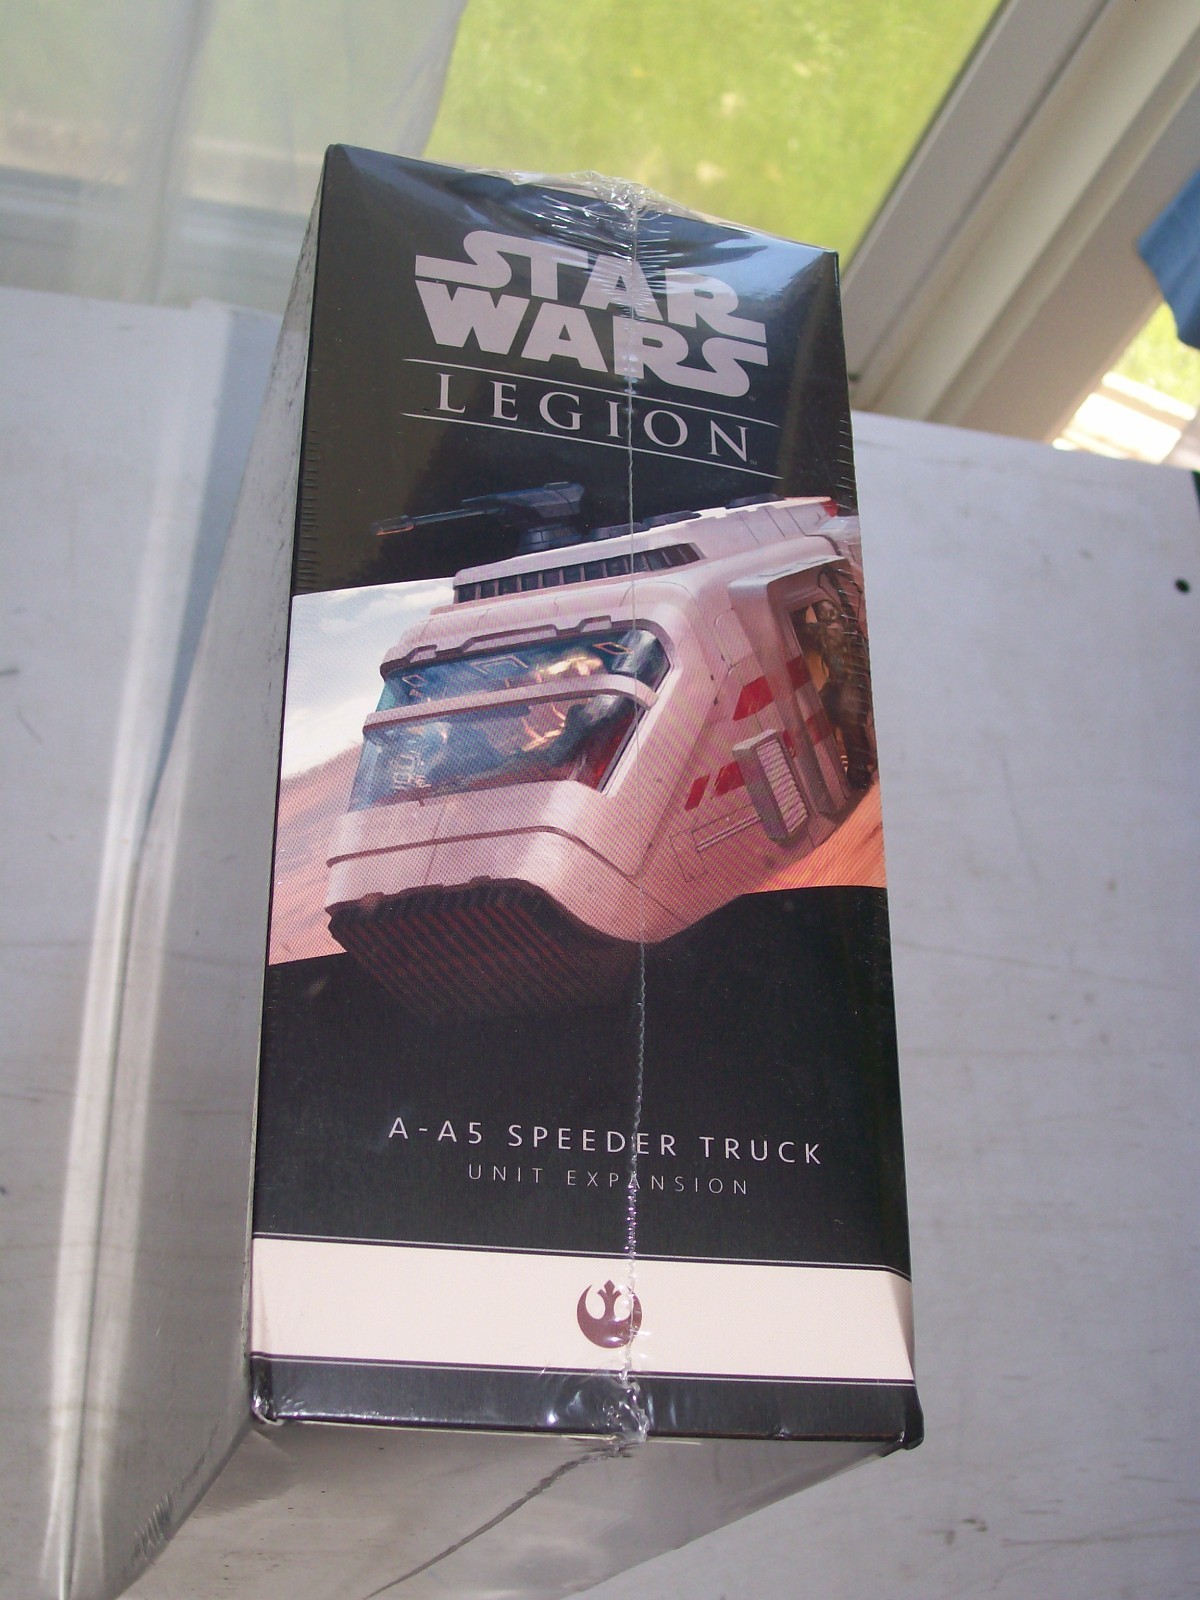 STAR
WARS
LEGION
A-A5 SPEEDER TRUCK
UNIT EXPANSION